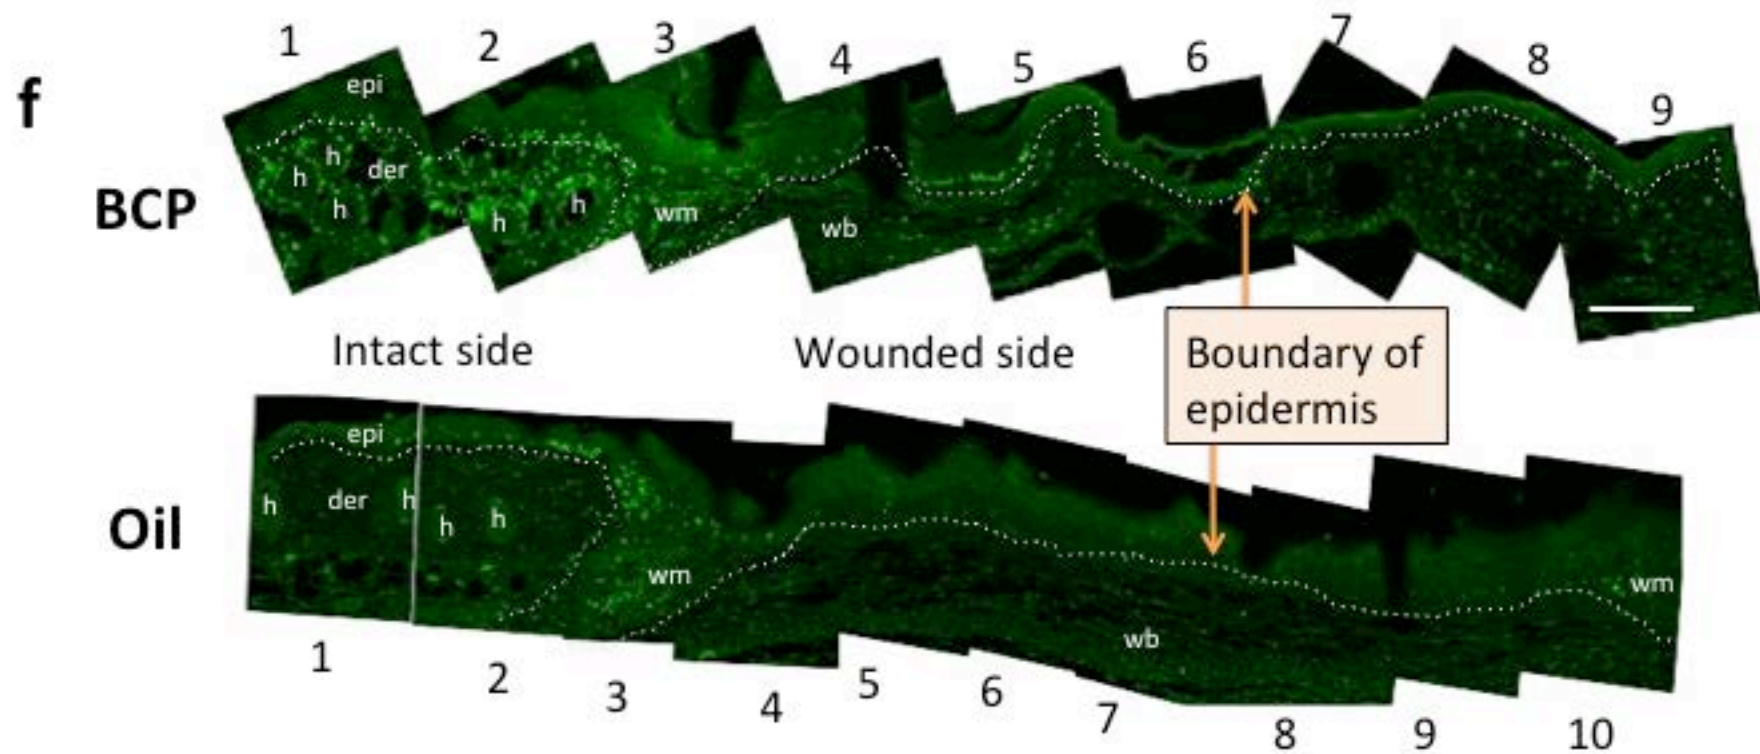 f
1 2 3 4 5 6 7 8 9
BCP
epi
h h der h
h h
wm
wb
Intact side
Wounded side
Boundary of
epidermis
Oil
epi
h der h h h
wm
wb
wm
1 2 3 4 5 6 7 8 9 10